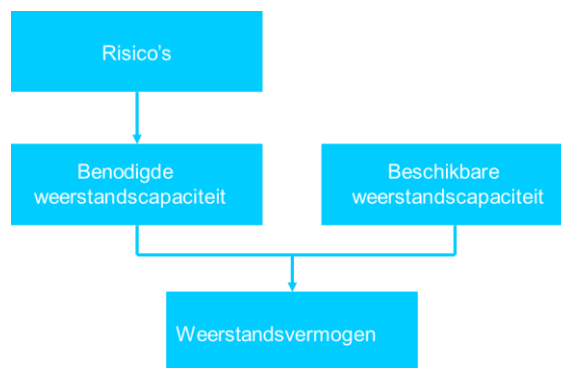 Risico's
Benodigde
weerstandscapaciteit
Beschikbare
weerstandscapaciteit
Weerstandsvermogen